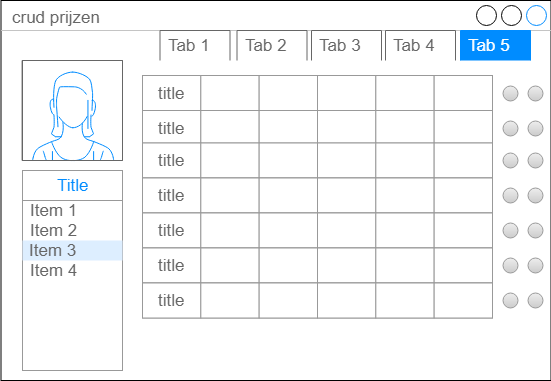 crud prijzen
Tab 1 Tab 2 Tab 3 Tab 4 Tab 5
Title
Item 1
Item 2
Item 3
Item 4
title
title
title
title
title
title
title